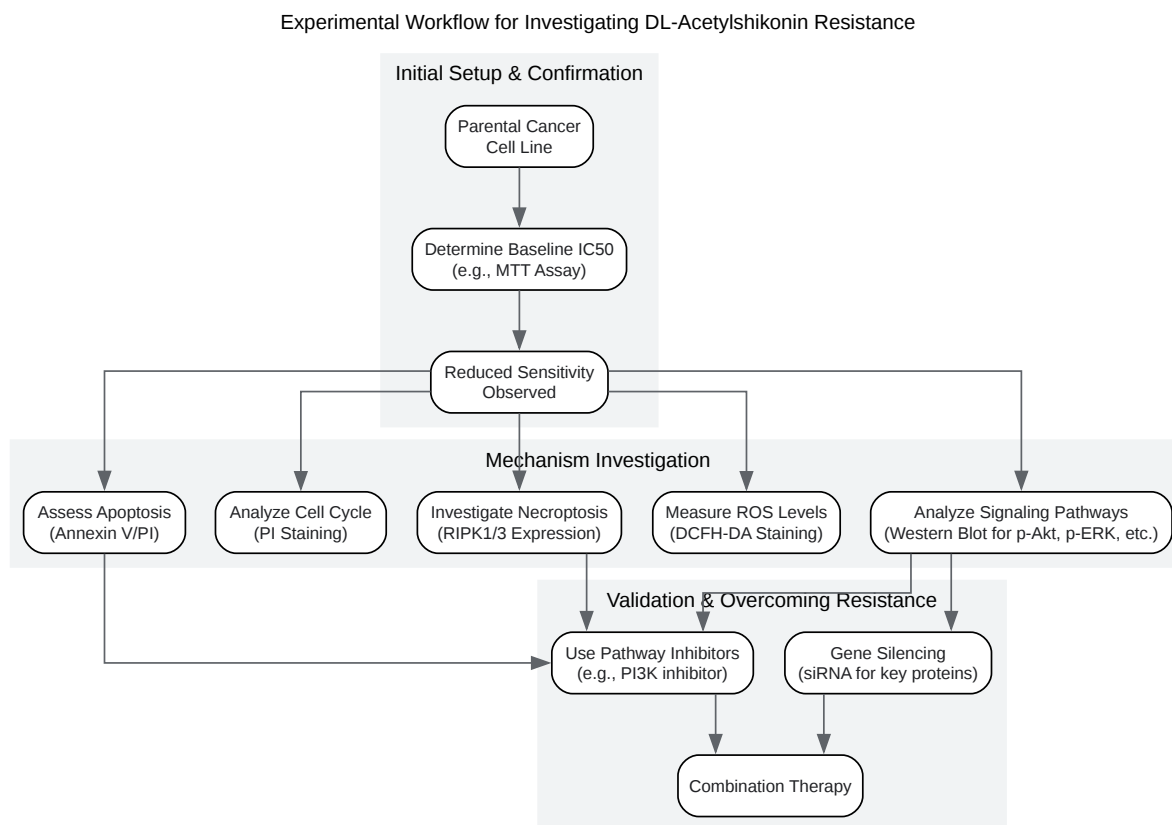 Experimental Workflow for Investigating DL-Acetylshikonin Resistance
Initial Setup & Confirmation
Parental Cancer
Cell Line
Determine Baseline IC50
(e.g., MTT Assay)
Reduced Sensitivity
Observed
Mechanism Investigation
Assess Apoptosis
(Annexin V/PI)
Analyze Cell Cycle
(PI Staining)
Investigate Necroptosis
(RIPK1/3 Expression)
Measure ROS Levels
(DCFH-DA Staining)
Analyze Signaling Pathways
(Western Blot for p-Akt, p-ERK, etc.)
Validation & Overcoming Resistance
Use Pathway Inhibitors
(e.g., PI3K inhibitor)
Gene Silencing
(siRNA for key proteins)
Combination Therapy